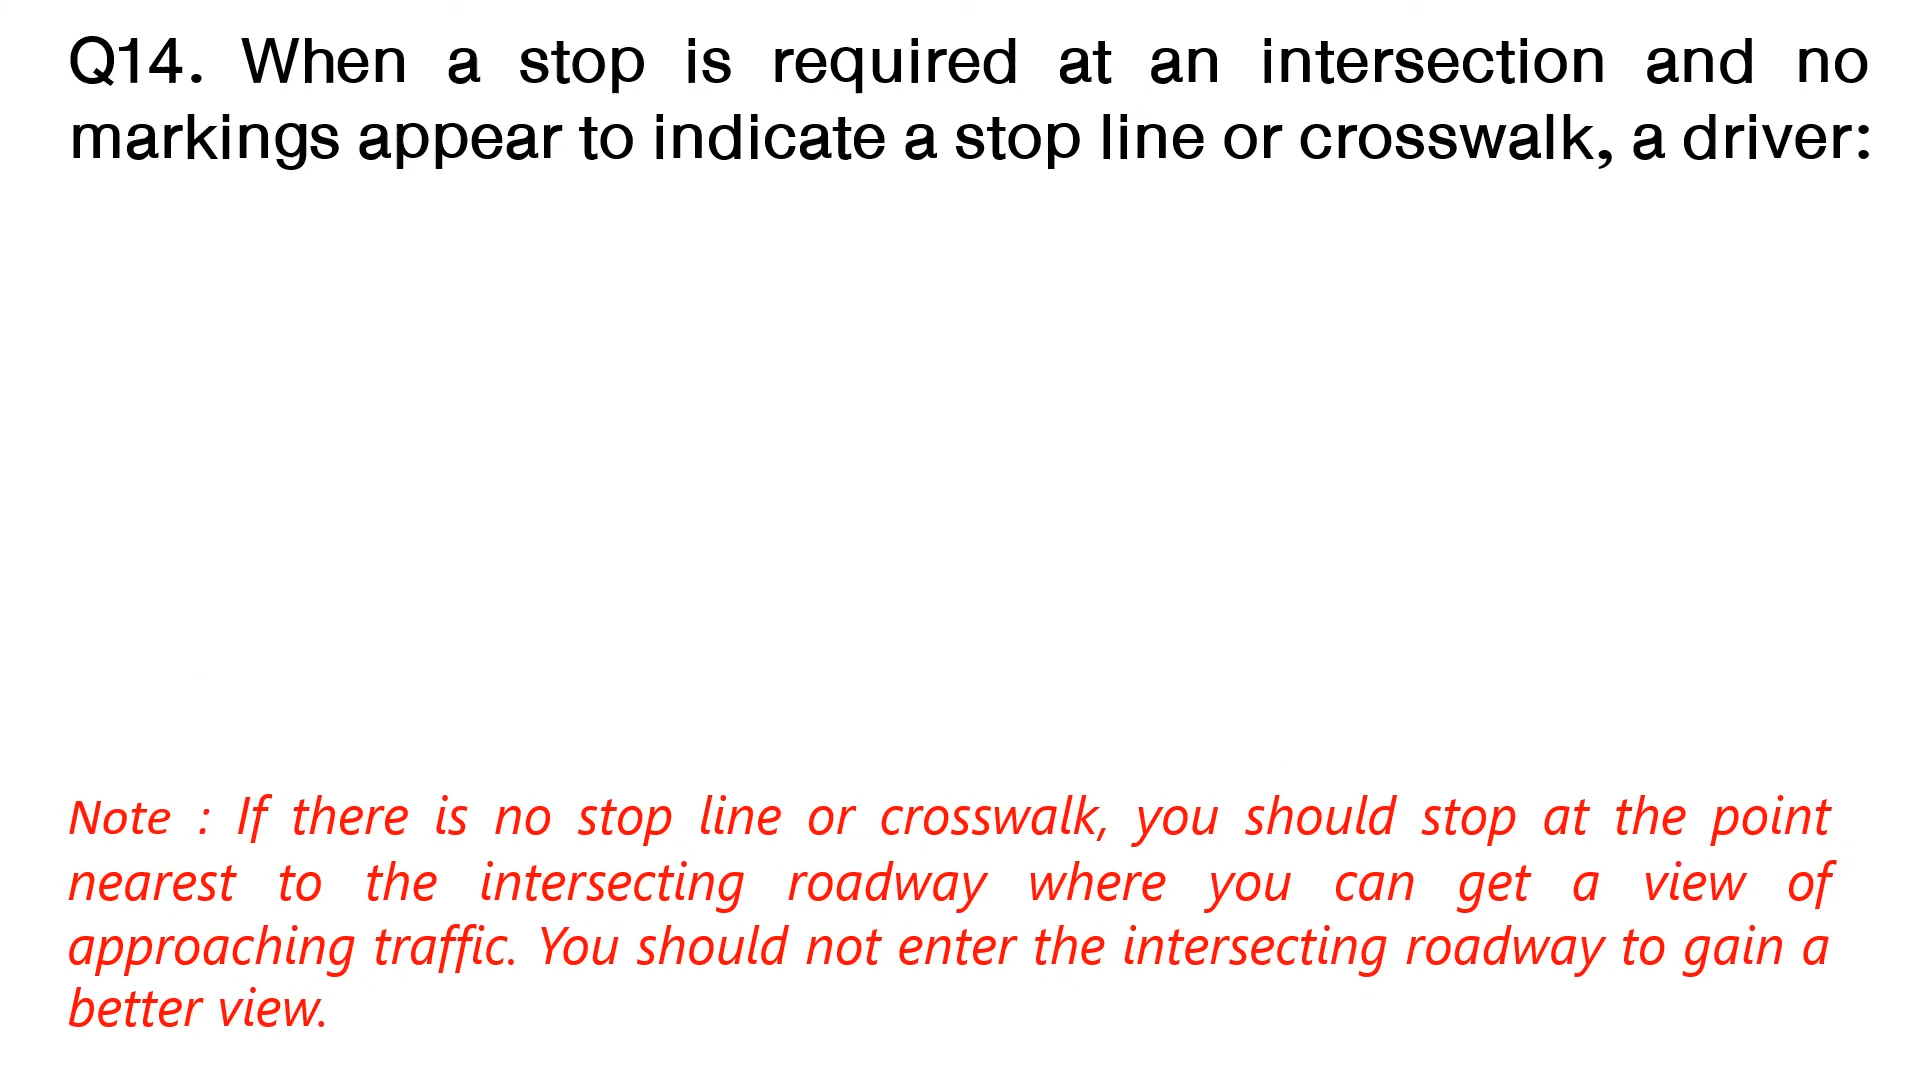 Q14. When a stop is required at an intersection and no
markings appear to indicate a stop line or crosswalk, a driver:
Note : If there is no stop line or crosswalk, you should stop at the point
nearest to the intersecting roadway where you can get a view of
approaching traffic. You should not enter the intersecting roadway to gain a
better view.